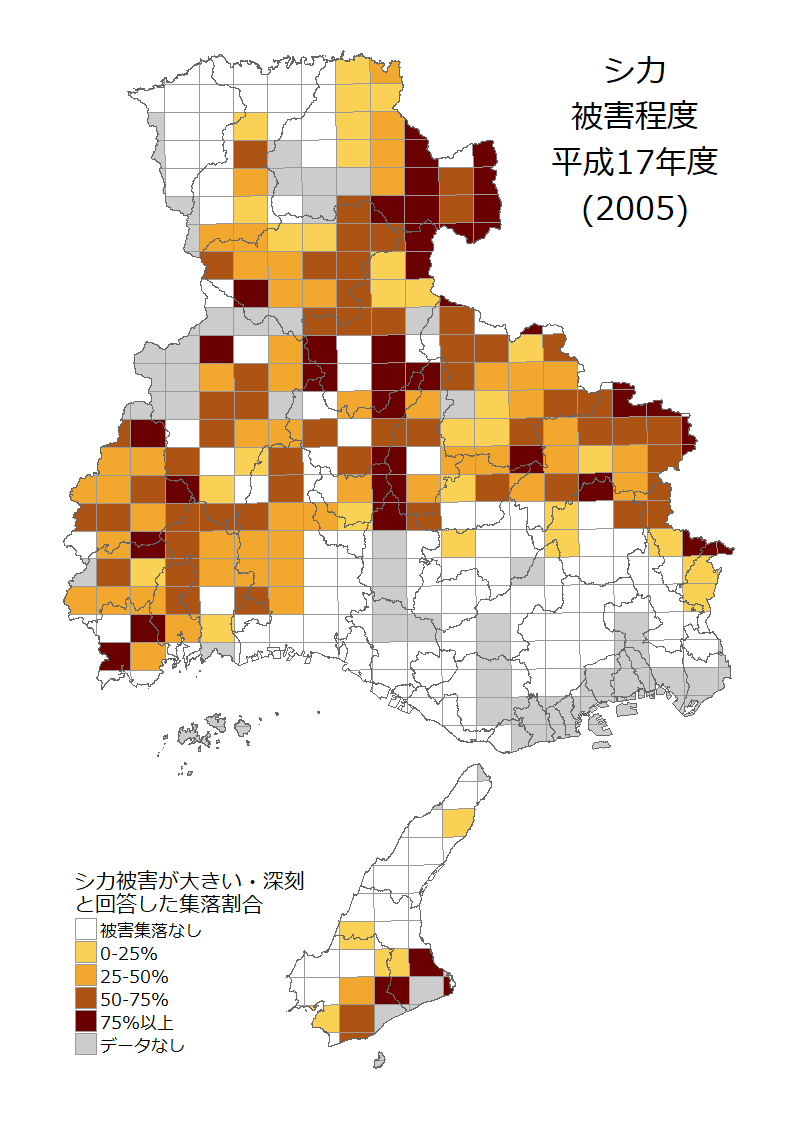 シカ
被害程度
平成17年度
(2005)
シカ被害が大きい・深刻
と回答した集落割合
被害集落なし
0-25%
25-50%
50-75%
75%以上
データなし